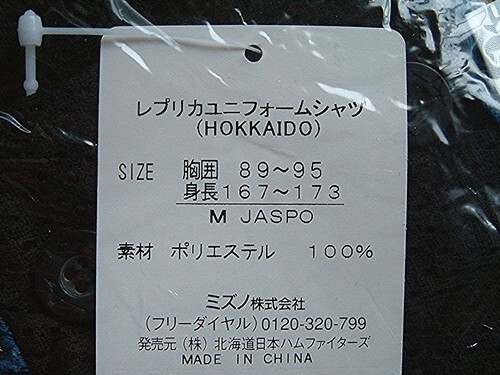 レプリカユニフォームシャツ
(HOKKAIDO)
SIZE 胸囲 89〜95
身長167〜173
M JASPO
素材 ポリエステル 100%
ミズノ株式会社
(フリーダイヤル) 0120-320-799
発売元 (株) 北海道日本ハムファイターズ
MADE IN CHINA